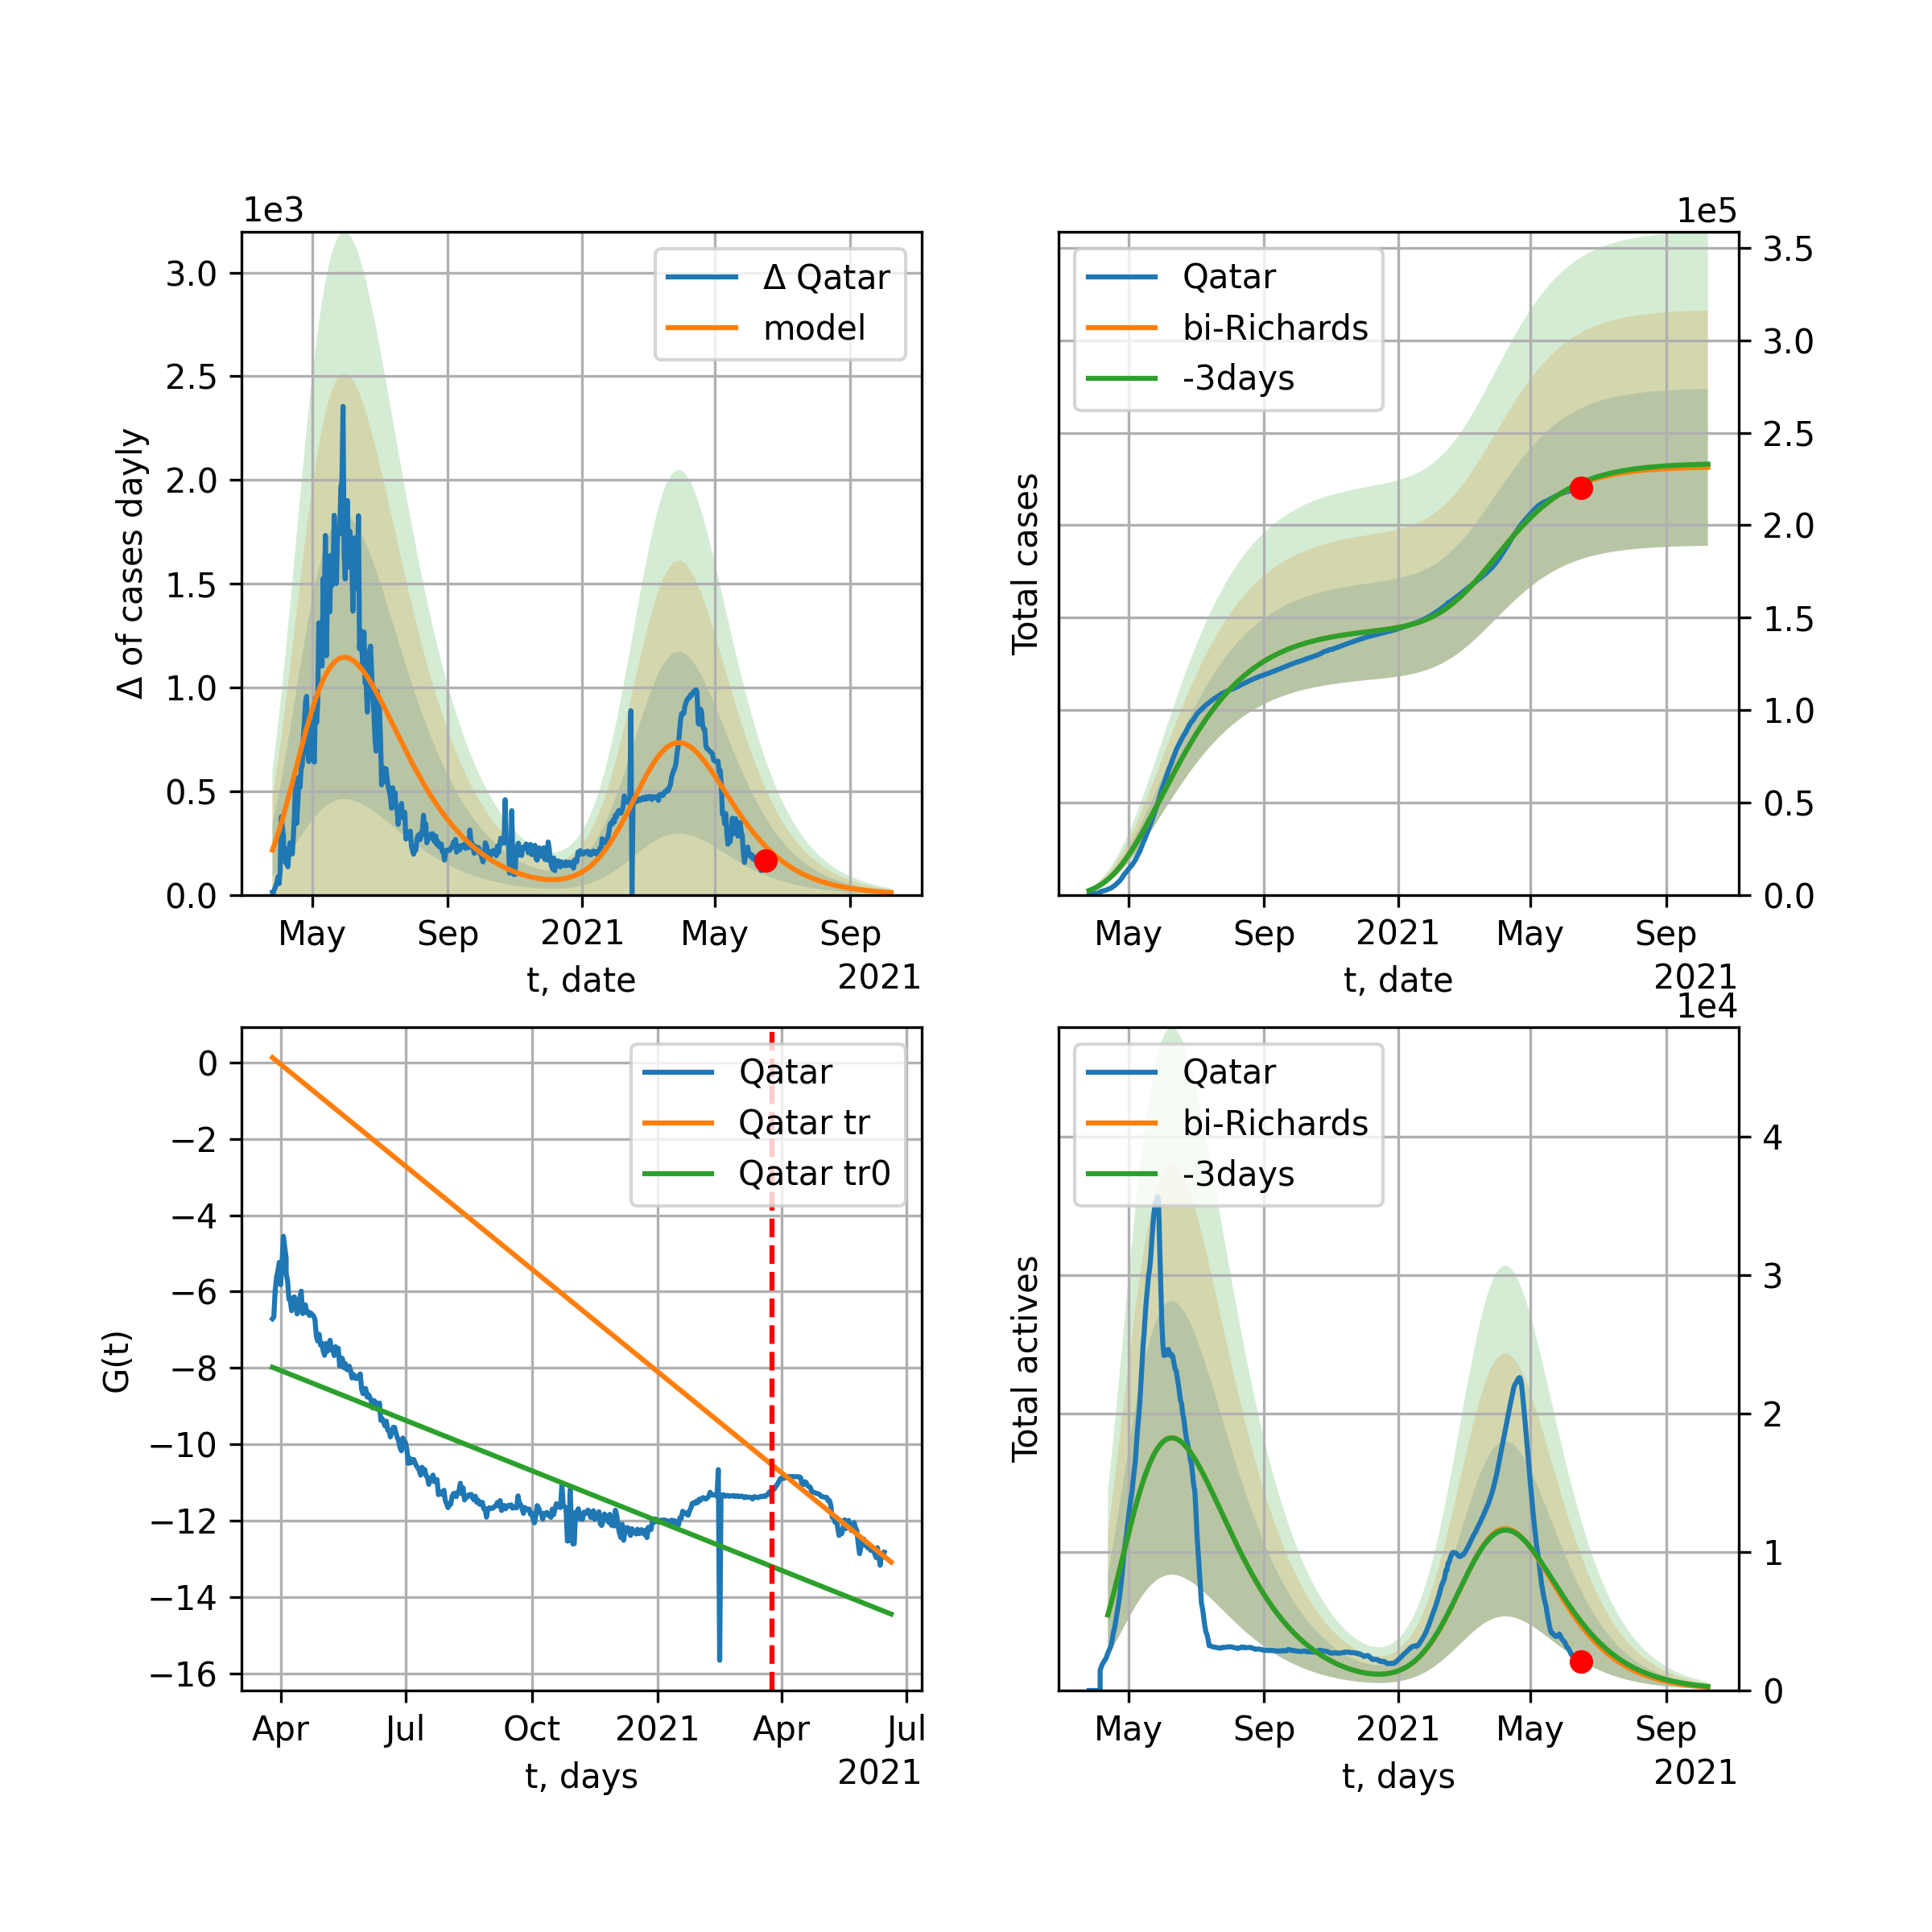 1e3
Δ of cases dayly
3.0
2.5
2.0
1.5
1.0
0.5
0.0
Δ Qatar
model
May Sep 2021 May Sep
t, date
2021
1e5
Total cases
Qatar
bi-Richards
-3days
3.5
3.0
2.5
2.0
1.5
1.0
0.5
0.0
May Sep 2021 May Sep
t, date
2021
G(t)
0
−2
−4
−6
−8
−10
−12
−14
−16
Qatar
Qatar tr
Qatar tr0
Apr Jul Oct 2021 Apr Jul
t, days
2021
1e4
Total actives
Qatar
bi-Richards
-3days
4
3
2
1
0
May Sep 2021 May Sep
t, days
2021